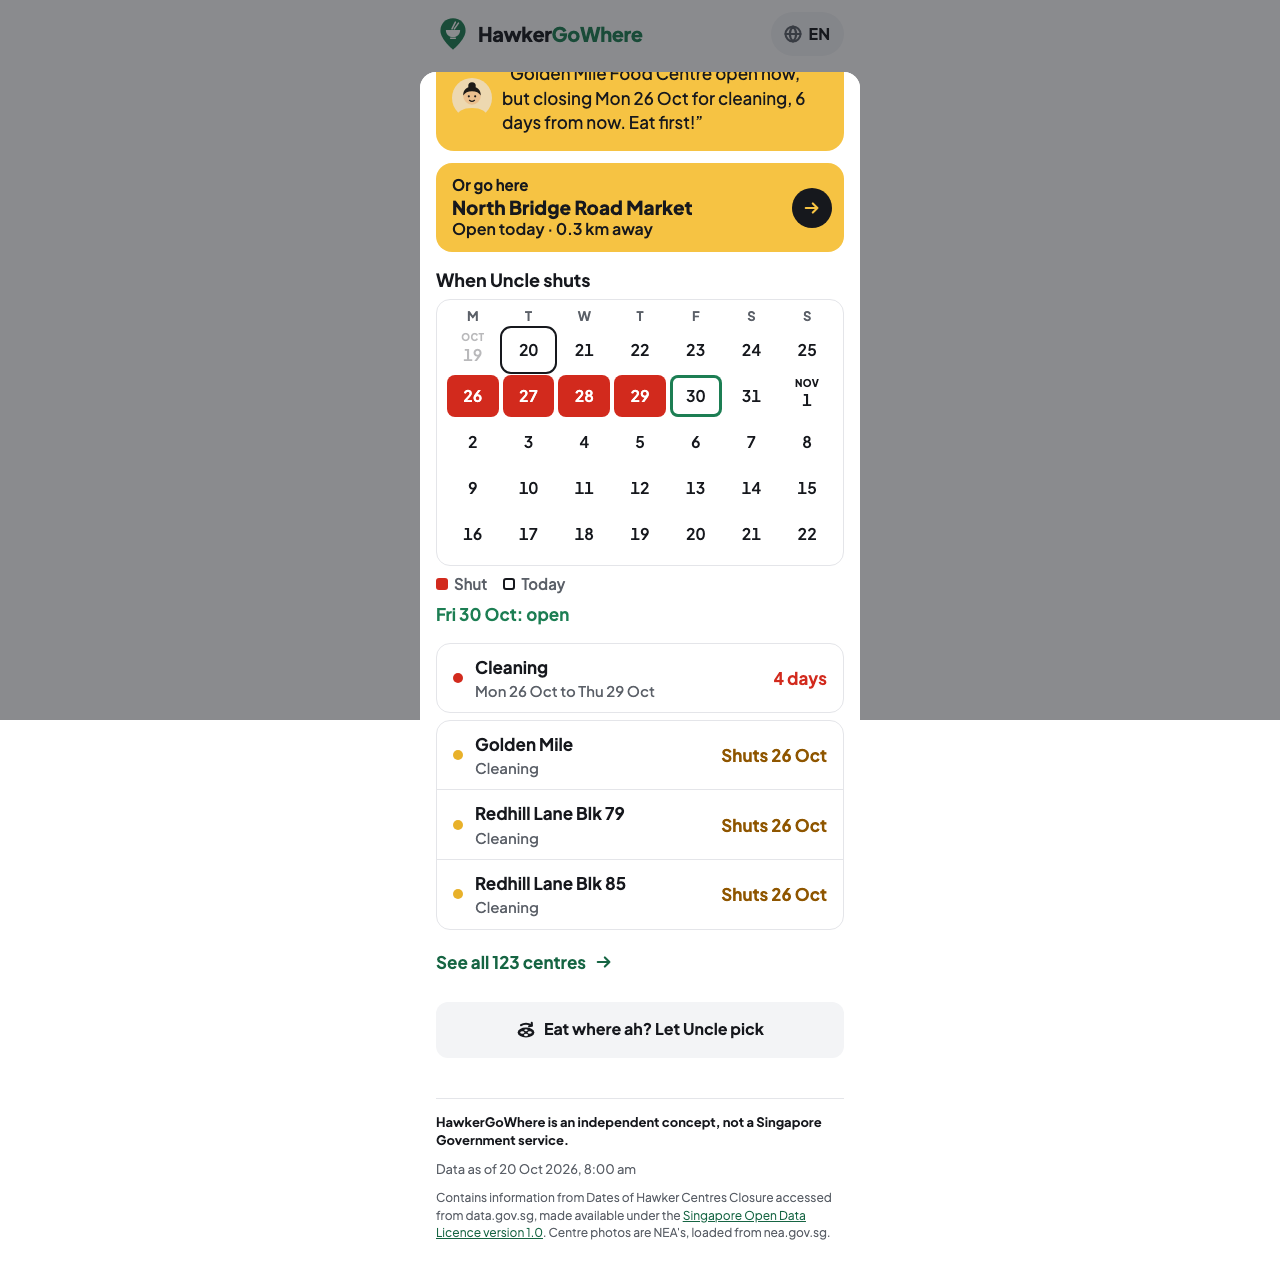 HawkerGoWhere
EN
“Golden Mile Food Centre open now,
but closing Mon 26 Oct for cleaning, 6
days from now. Eat first!”
Or go here
North Bridge Road Market
Open today · 0.3 km away
When Uncle shuts
M T W T F S S
OCT
19 20 21 22 23 24 25
26 27 28 29 30 31 NOV 1
2 3 4 5 6 7 8
9 10 11 12 13 14 15
16 17 18 19 20 21 22
Shut Today
Fri 30 Oct: open
Cleaning
Mon 26 Oct to Thu 29 Oct
4 days
Golden Mile
Cleaning
Shuts 26 Oct
Redhill Lane Blk 79
Cleaning
Shuts 26 Oct
Redhill Lane Blk 85
Cleaning
Shuts 26 Oct
See all 123 centres
Eat where ah? Let Uncle pick
HawkerGoWhere is an independent concept, not a Singapore
Government service.
Data as of 20 Oct 2026, 8:00 am
Contains information from Dates of Hawker Centres Closure accessed
from data.gov.sg, made available under the Singapore Open Data
Licence version 1.0. Centre photos are NEA's, loaded from nea.gov.sg.